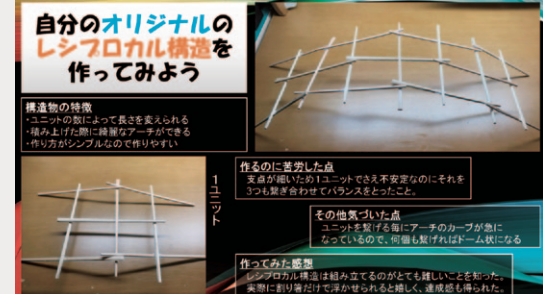 自分のオリジナルの
レシプロカル構造を
作ってみよう
構造物の特徴
・ユニットの数によって長さを変えられる
・積み上げた際に綺麗なアーチができる
・作り方がシンプルなので作りやすい
1ユニット
作るのに苦労した点
支点が細いため1ユニットでさえ不安定なのにそれを
3つも繋ぎ合わせてバランスをとったこと。
その他気づいた点
ユニットを繋げる毎にアーチのカーブが急に
なっているので、何個も繋げればドーム状になる
作ってみた感想
レシプロカル構造は組み立てるのがとても難しいことを知った。
実際に割り箸だけで浮かせられると嬉しく、達成感も得られた。